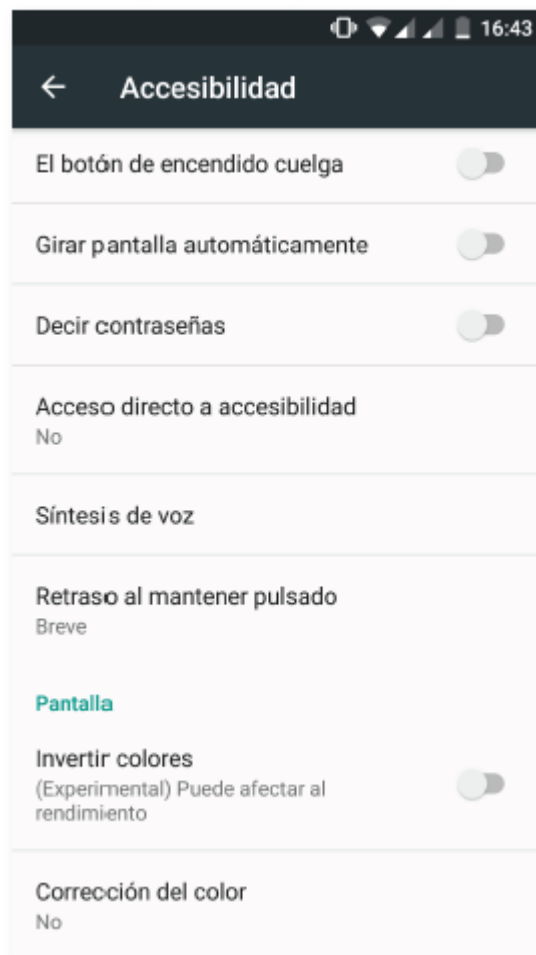 16:43
Accesibilidad
El botón de encendido cuelga
Girar pantalla automáticamente
Decir contraseñas
Acceso directo a accesibilidad
No
Síntesis de voz
Retraso al mantener pulsado
Breve
Pantalla
Invertir colores
(Experimental) Puede afectar al
rendimiento
Corrección del color
No